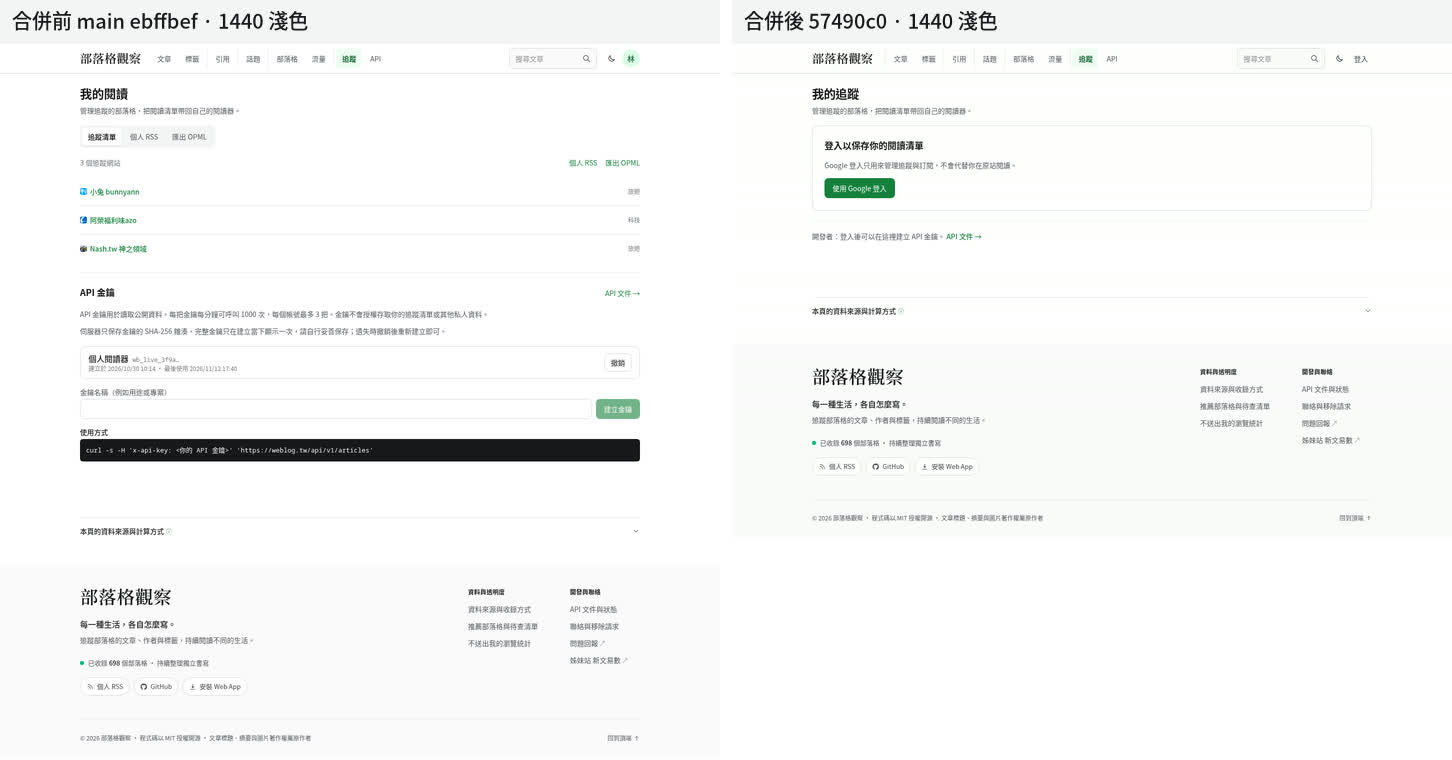 合併前 main ebffbef · 1440 淺色
部落格觀察 文章 標籤 引用 話題 部落格 流量 追蹤 API 搜尋文章 林
我的閱讀
管理追蹤的部落格，把閱讀清單帶回自己的閱讀器。
追蹤清單 個人 RSS 匯出 OPML
3 個追蹤網站 個人 RSS 匯出 OPML
小兔 bunnyann 旅遊
阿榮福利味azo 科技
Nash.tw 神之領域 旅遊
API 金鑰 API 文件 →
API 金鑰用於讀取公開資料。每把金鑰每分鐘可呼叫 1000 次，每個帳號最多 3 把。金鑰不會授權存取你的追蹤清單或其他私人資料。
伺服器只保存金鑰的 SHA-256 雜湊，完整金鑰只在建立當下顯示一次，請自行妥善保存；遺失時撤銷後重新建立即可。
個人閱讀器 wb_live_3f9a…
建立於 2026/10/30 10:14 · 最後使用 2026/11/12 17:40
撤銷
金鑰名稱（例如用途或專案）
建立金鑰
使用方式
curl -s -H 'x-api-key: <你的 API 金鑰>' 'https://weblog.tw/api/v1/articles'
本頁的資料來源與計算方式 ⓘ
部落格觀察
每一種生活，各自怎麼寫。
追蹤部落格的文章、作者與標籤，持續閱讀不同的生活。
已收錄 698 個部落格 · 持續整理獨立書寫
個人 RSS GitHub 安裝 Web App
資料與透明度
資料來源與收錄方式
推薦部落格與待查清單
不送出我的瀏覽統計
開發與聯絡
API 文件與狀態
聯絡與移除請求
問題回報 ↗
姊妹站 新文易數 ↗
© 2026 部落格觀察 · 程式碼以 MIT 授權開源 · 文章標題、摘要與圖片著作權屬原作者
回到頂端 ↑
合併後 57490c0 · 1440 淺色
部落格觀察 文章 標籤 引用 話題 部落格 流量 追蹤 API 搜尋文章 登入
我的追蹤
管理追蹤的部落格，把閱讀清單帶回自己的閱讀器。
登入以保存你的閱讀清單
Google 登入只用來管理追蹤與訂閱，不會代替你在原站閱讀。
使用 Google 登入
開發者：登入後可以在這裡建立 API 金鑰。 API 文件 →
本頁的資料來源與計算方式 ⓘ
部落格觀察
每一種生活，各自怎麼寫。
追蹤部落格的文章、作者與標籤，持續閱讀不同的生活。
已收錄 698 個部落格 · 持續整理獨立書寫
個人 RSS GitHub 安裝 Web App
資料與透明度
資料來源與收錄方式
推薦部落格與待查清單
不送出我的瀏覽統計
開發與聯絡
API 文件與狀態
聯絡與移除請求
問題回報 ↗
姊妹站 新文易數 ↗
© 2026 部落格觀察 · 程式碼以 MIT 授權開源 · 文章標題、摘要與圖片著作權屬原作者
回到頂端 ↑